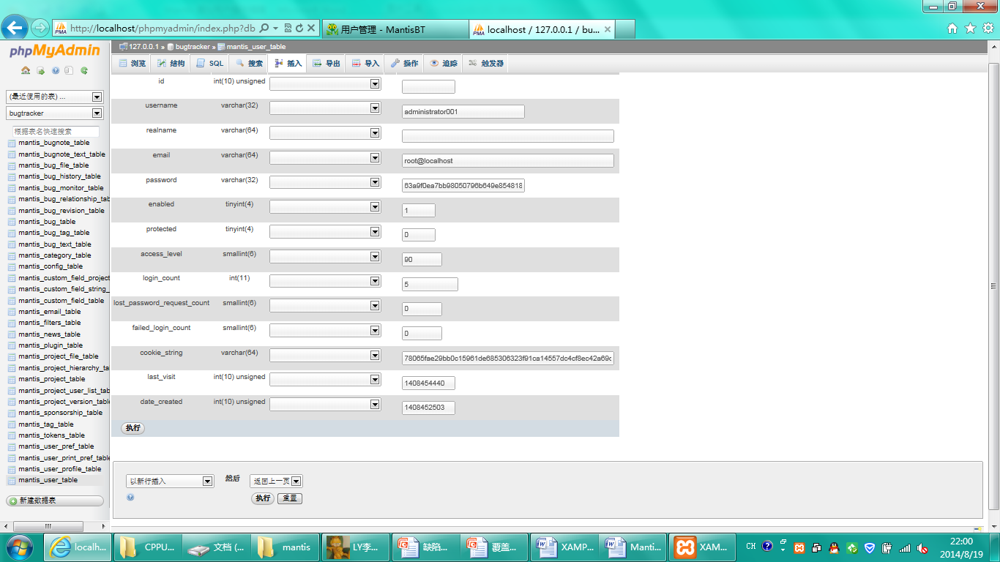 http://localhost/phpmyadmin/index.php?db
用户管理 - MantisBT
localhost / 127.0.0.1 / bu...
phpMyAdmin
(最近使用的表) ...
bugtracker
根据表名快速搜索
mantis_bugnote_table
mantis_bugnote_text_table
mantis_bug_file_table
mantis_bug_history_table
mantis_bug_monitor_table
mantis_bug_relationship_tab
mantis_bug_revision_table
mantis_bug_table
mantis_bug_tag_table
mantis_bug_text_table
mantis_category_table
mantis_config_table
mantis_custom_field_project
mantis_custom_field_string_
mantis_custom_field_table
mantis_email_table
mantis_filters_table
mantis_news_table
mantis_plugin_table
mantis_project_file_table
mantis_project_hierarchy_ta
mantis_project_table
mantis_project_user_list_tab
mantis_project_version_table
mantis_sponsorship_table
mantis_tag_table
mantis_tokens_table
mantis_user_pref_table
mantis_user_print_pref_table
mantis_user_profile_table
mantis_user_table
新建数据表
127.0.0.1 » bugtracker » mantis_user_table
浏览 结构 SQL 搜索 插入 导出 导入 操作 追踪 触发器
id int(10) unsigned
username varchar(32) administrator001
realname varchar(64)
email varchar(64) root@localhost
password varchar(32) 63a9f0ea7bb98050796b649e854818
enabled tinyint(4) 1
protected tinyint(4) 0
access_level smallint(6) 90
login_count int(11) 5
lost_password_request_count smallint(6) 0
failed_login_count smallint(6) 0
cookie_string varchar(64) 78065fae29bb0c15961de685306323f91ca14557dc4cf8ec42a69c
last_visit int(10) unsigned 1408454440
date_created int(10) unsigned 1408452503
执行
以新行插入 然后 返回上一页
执行 重置
localh... CPPU... 文档 (... mantis LY李... 缺陷... 覆盖... XAMP... Manti... XAM... CH 22:00
2014/8/19